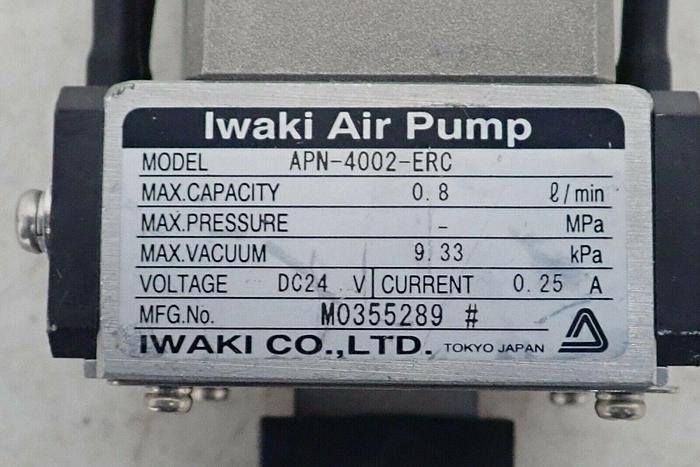 Iwaki Air Pump
MODEL APN-4002-ERC
MAX.CAPACITY 0.8 ℓ/min
MAX.PRESSURE - MPa
MAX.VACUUM 9.33 kPa
VOLTAGE DC24 V CURRENT 0.25 A
MFG.No. M0355289 #
IWAKI CO.,LTD. TOKYO JAPAN